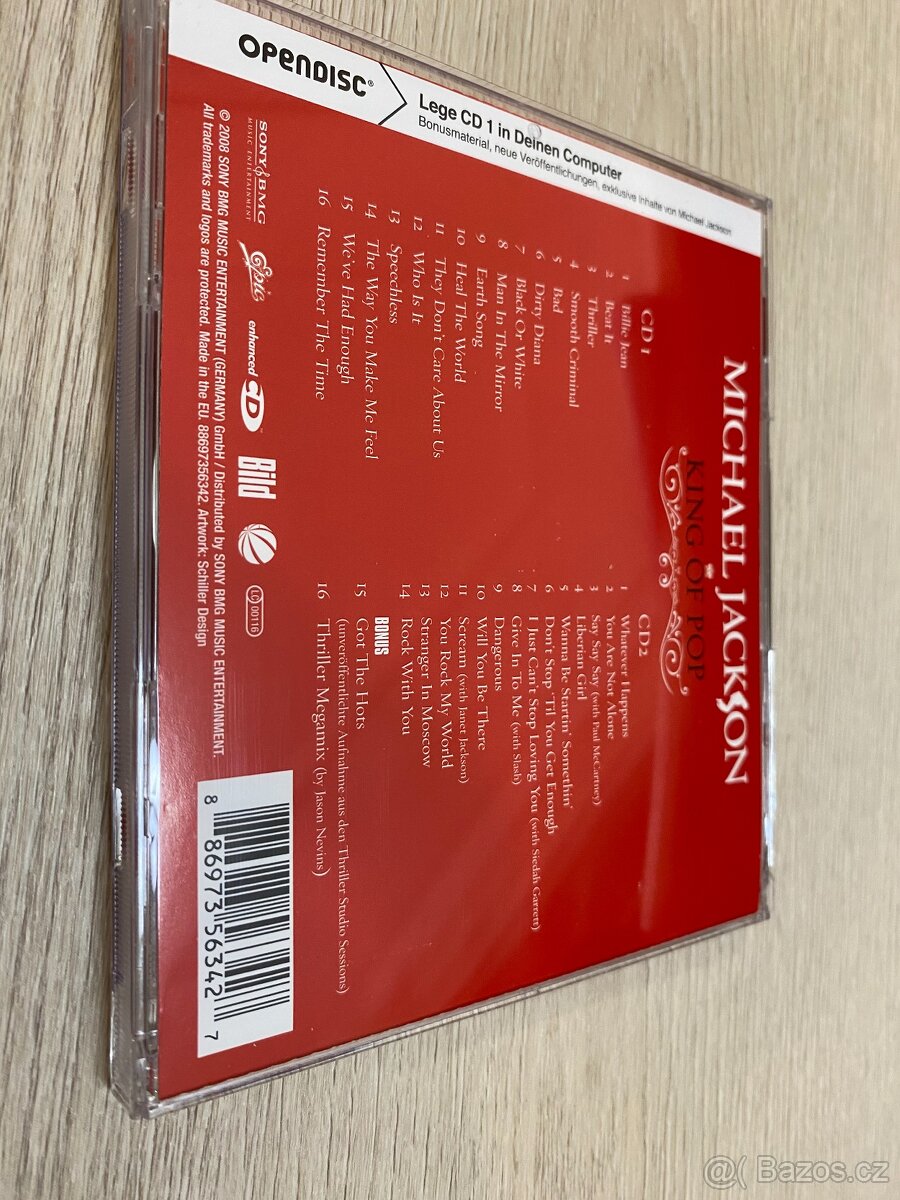 OPENDISC®
Lege CD 1 in Deinen Computer
Bonusmaterial, neue Veröffentlichungen, exklusive Inhalte von Michael Jackson
MICHAEL JACKSON
KING OF POP
CD 1
1 Billie Jean
2 Beat It
3 Thriller
4 Smooth Criminal
5 Bad
6 Dirty Diana
7 Black Or White
8 Man In The Mirror
9 Earth Song
10 Heal The World
11 They Don't Care About Us
12 Who Is It
13 Speechless
14 The Way You Make Me Feel
15 We've Had Enough
16 Remember The Time
CD2
1 Whatever Happens
2 You Are Not Alone
3 Say Say Say (with Paul McCartney)
4 Liberian Girl
5 Wanna Be Startin' Somethin'
6 Don't Stop 'Til You Get Enough
7 I Just Can't Stop Loving You (with Siedah Garrett)
8 Give In To Me (with Slash)
9 Dangerous
10 Will You Be There
11 Scream (with Janet Jackson)
12 You Rock My World
13 Stranger In Moscow
14 Rock With You
BONUS
15 Got The Hots
(unveröffentlichte Aufnahme aus den Thriller Studio Sessions)
16 Thriller Megamix (by Jason Nevins)
SONY BMG
MUSIC ENTERTAINMENT
Epic
enhanced CD
Bild
LC 00116
© 2008 SONY BMG MUSIC ENTERTAINMENT (GERMANY) GmbH / Distributed by SONY BMG MUSIC ENTERTAINMENT.
All trademarks and logos are protected. Made in the EU. 88697356342. Artwork: Schiller Design
8 86973 56342 7
@( Bazos.cz